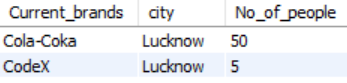 Current_brands city No_of_people
Cola-Coka Lucknow 50
CodeX Lucknow 5